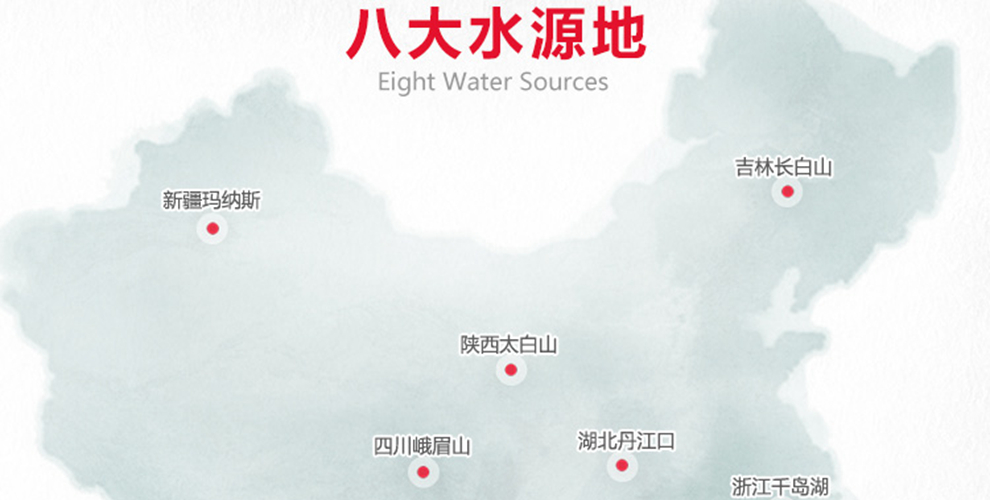 八大水源地
Eight Water Sources
吉林长白山
新疆玛纳斯
陕西太白山
湖北丹江口
四川峨眉山
浙江千岛湖